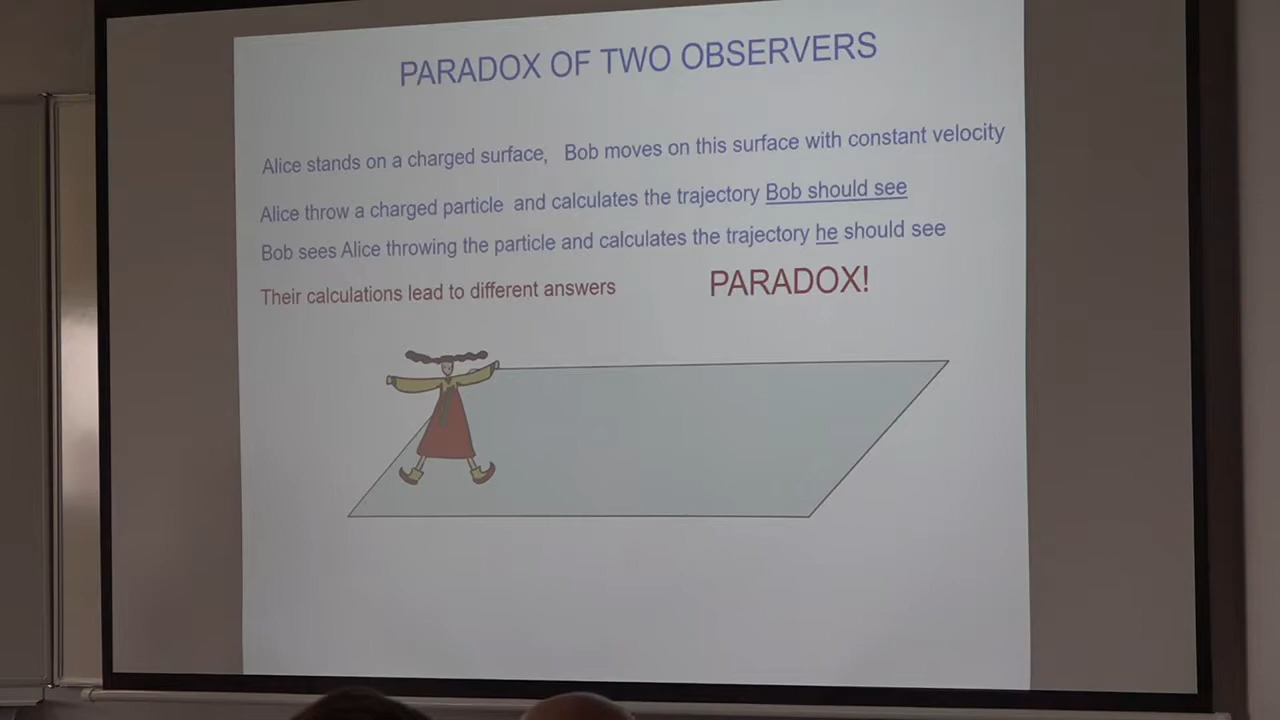 PARADOX OF TWO OBSERVERS
Alice stands on a charged surface, Bob moves on this surface with constant velocity
Alice throw a charged particle and calculates the trajectory Bob should see
Bob sees Alice throwing the particle and calculates the trajectory he should see
Their calculations lead to different answers PARADOX!